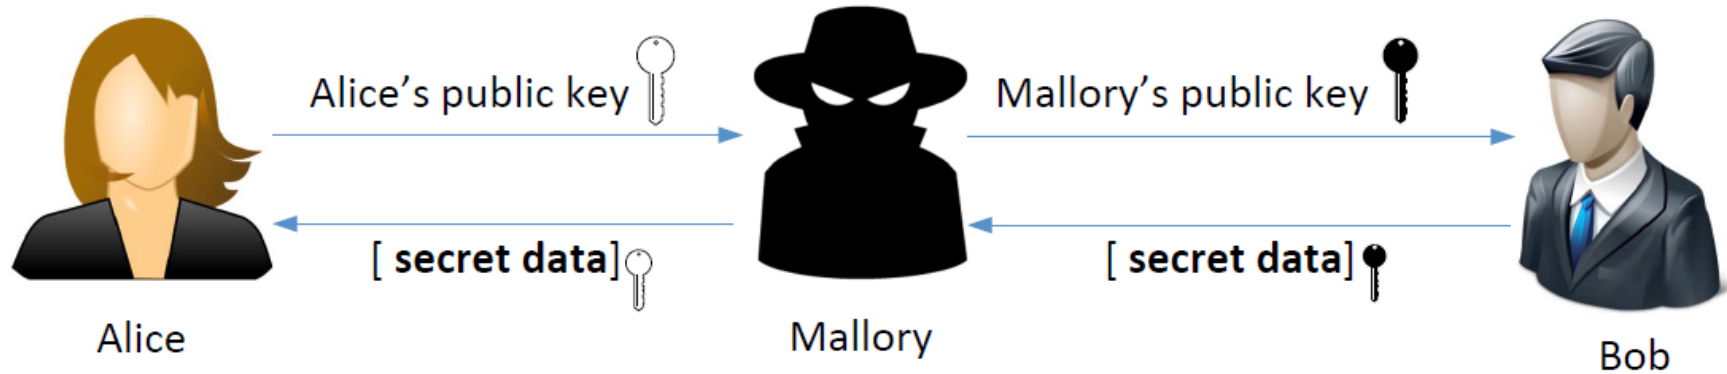 Alice's public key
Mallory's public key
[ secret data]
[ secret data]
Alice
Mallory
Bob